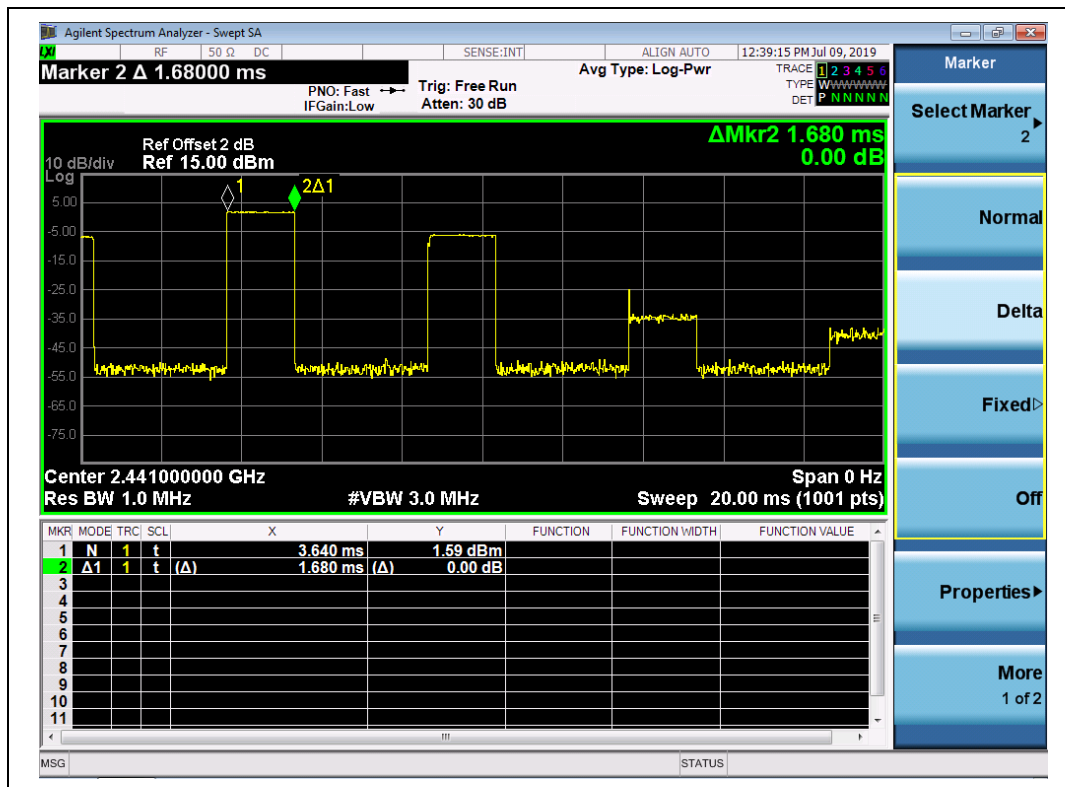 Agilent Spectrum Analyzer - Swept SA
LXI RF 50 Ω DC SENSE:INT ALIGN AUTO 12:39:15 PM Jul 09, 2019
Marker 2 Δ 1.68000 ms
PNO: Fast
IFGain:Low
Trig: Free Run
Atten: 30 dB
Avg Type: Log-Pwr
TRACE 1 2 3 4 5 6
TYPE WWWWWW
DET P N N N N N
ΔMkr2 1.680 ms
0.00 dB
Ref Offset 2 dB
10 dB/div Ref 15.00 dBm
Log
1
2Δ1
5.00
-5.00
-15.0
-25.0
-35.0
-45.0
-55.0
-65.0
-75.0
Center 2.441000000 GHz Span 0 Hz
Res BW 1.0 MHz #VBW 3.0 MHz Sweep 20.00 ms (1001 pts)
MKR MODE TRC SCL X Y FUNCTION FUNCTION WIDTH FUNCTION VALUE
1 N 1 t 3.640 ms 1.59 dBm
2 Δ1 1 t (Δ) 1.680 ms (Δ) 0.00 dB
3
4
5
6
7
8
9
10
11
MSG STATUS
Marker
Select Marker
2
Normal
Delta
Fixed
Off
Properties
More
1 of 2